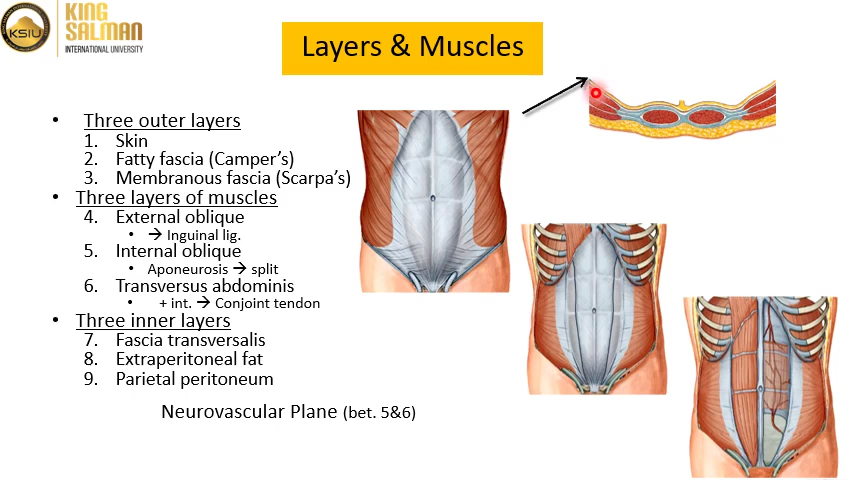 KSIU
KING
SALMAN
INTERNATIONAL UNIVERSITY
Layers & Muscles
• Three outer layers
1. Skin
2. Fatty fascia (Camper’s)
3. Membranous fascia (Scarpa’s)
• Three layers of muscles
4. External oblique
• → Inguinal lig.
5. Internal oblique
• Aponeurosis → split
6. Transversus abdominis
• + int. → Conjoint tendon
• Three inner layers
7. Fascia transversalis
8. Extraperitoneal fat
9. Parietal peritoneum
Neurovascular Plane (bet. 5&6)